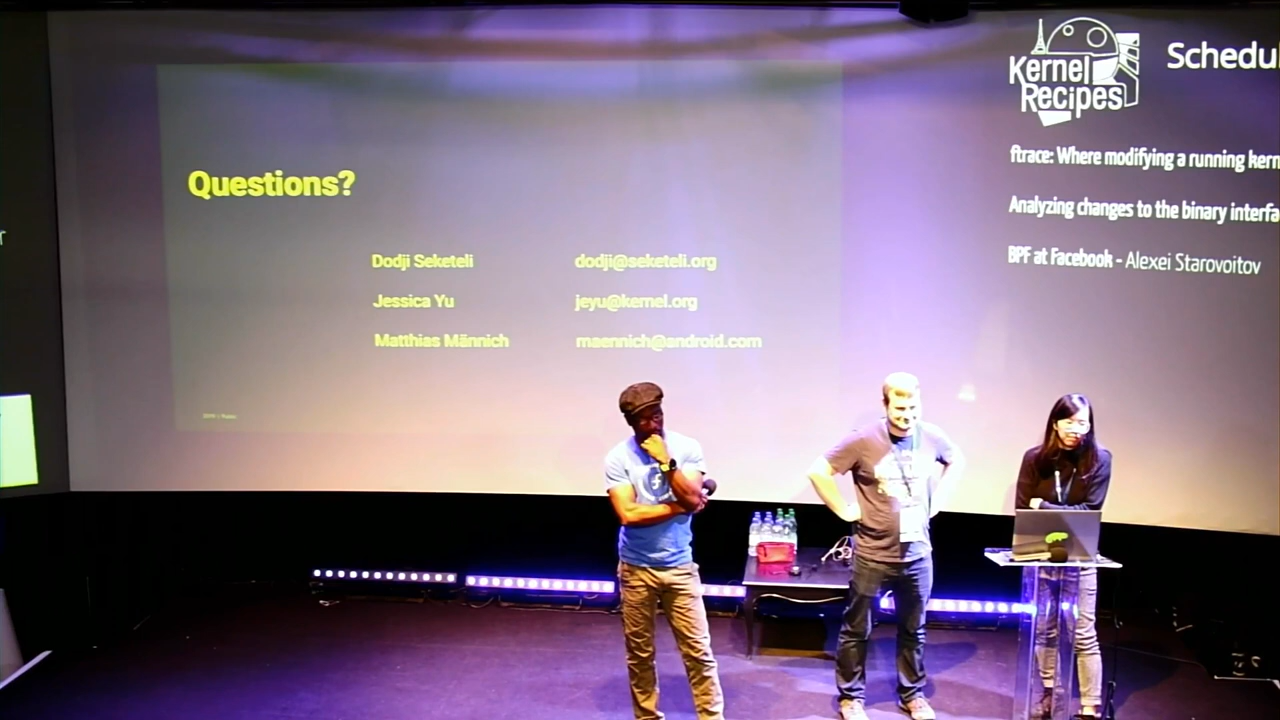 Questions?
Dodji Seketeli dodji@seketeli.org
Jessica Yu jeyu@kernel.org
Matthias Männich maennich@android.com
Kernel
Recipes
Schedul
ftrace: Where modifying a running kern
Analyzing changes to the binary interfa
BPF at Facebook - Alexei Starovoitov